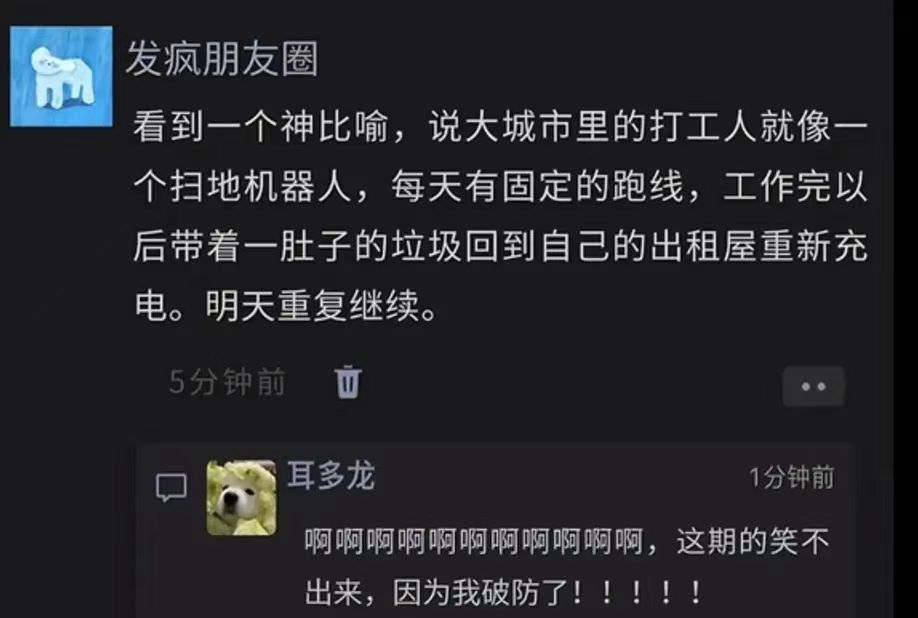 发疯朋友圈
看到一个神比喻，说大城市里的打工人就像一
个扫地机器人，每天有固定的跑线，工作完以
后带着一肚子的垃圾回到自己的出租屋重新充
电。明天重复继续。
5分钟前
耳多龙
1分钟前
啊啊啊啊啊啊啊啊啊啊啊，这期的笑不
出来，因为我破防了！！！！！